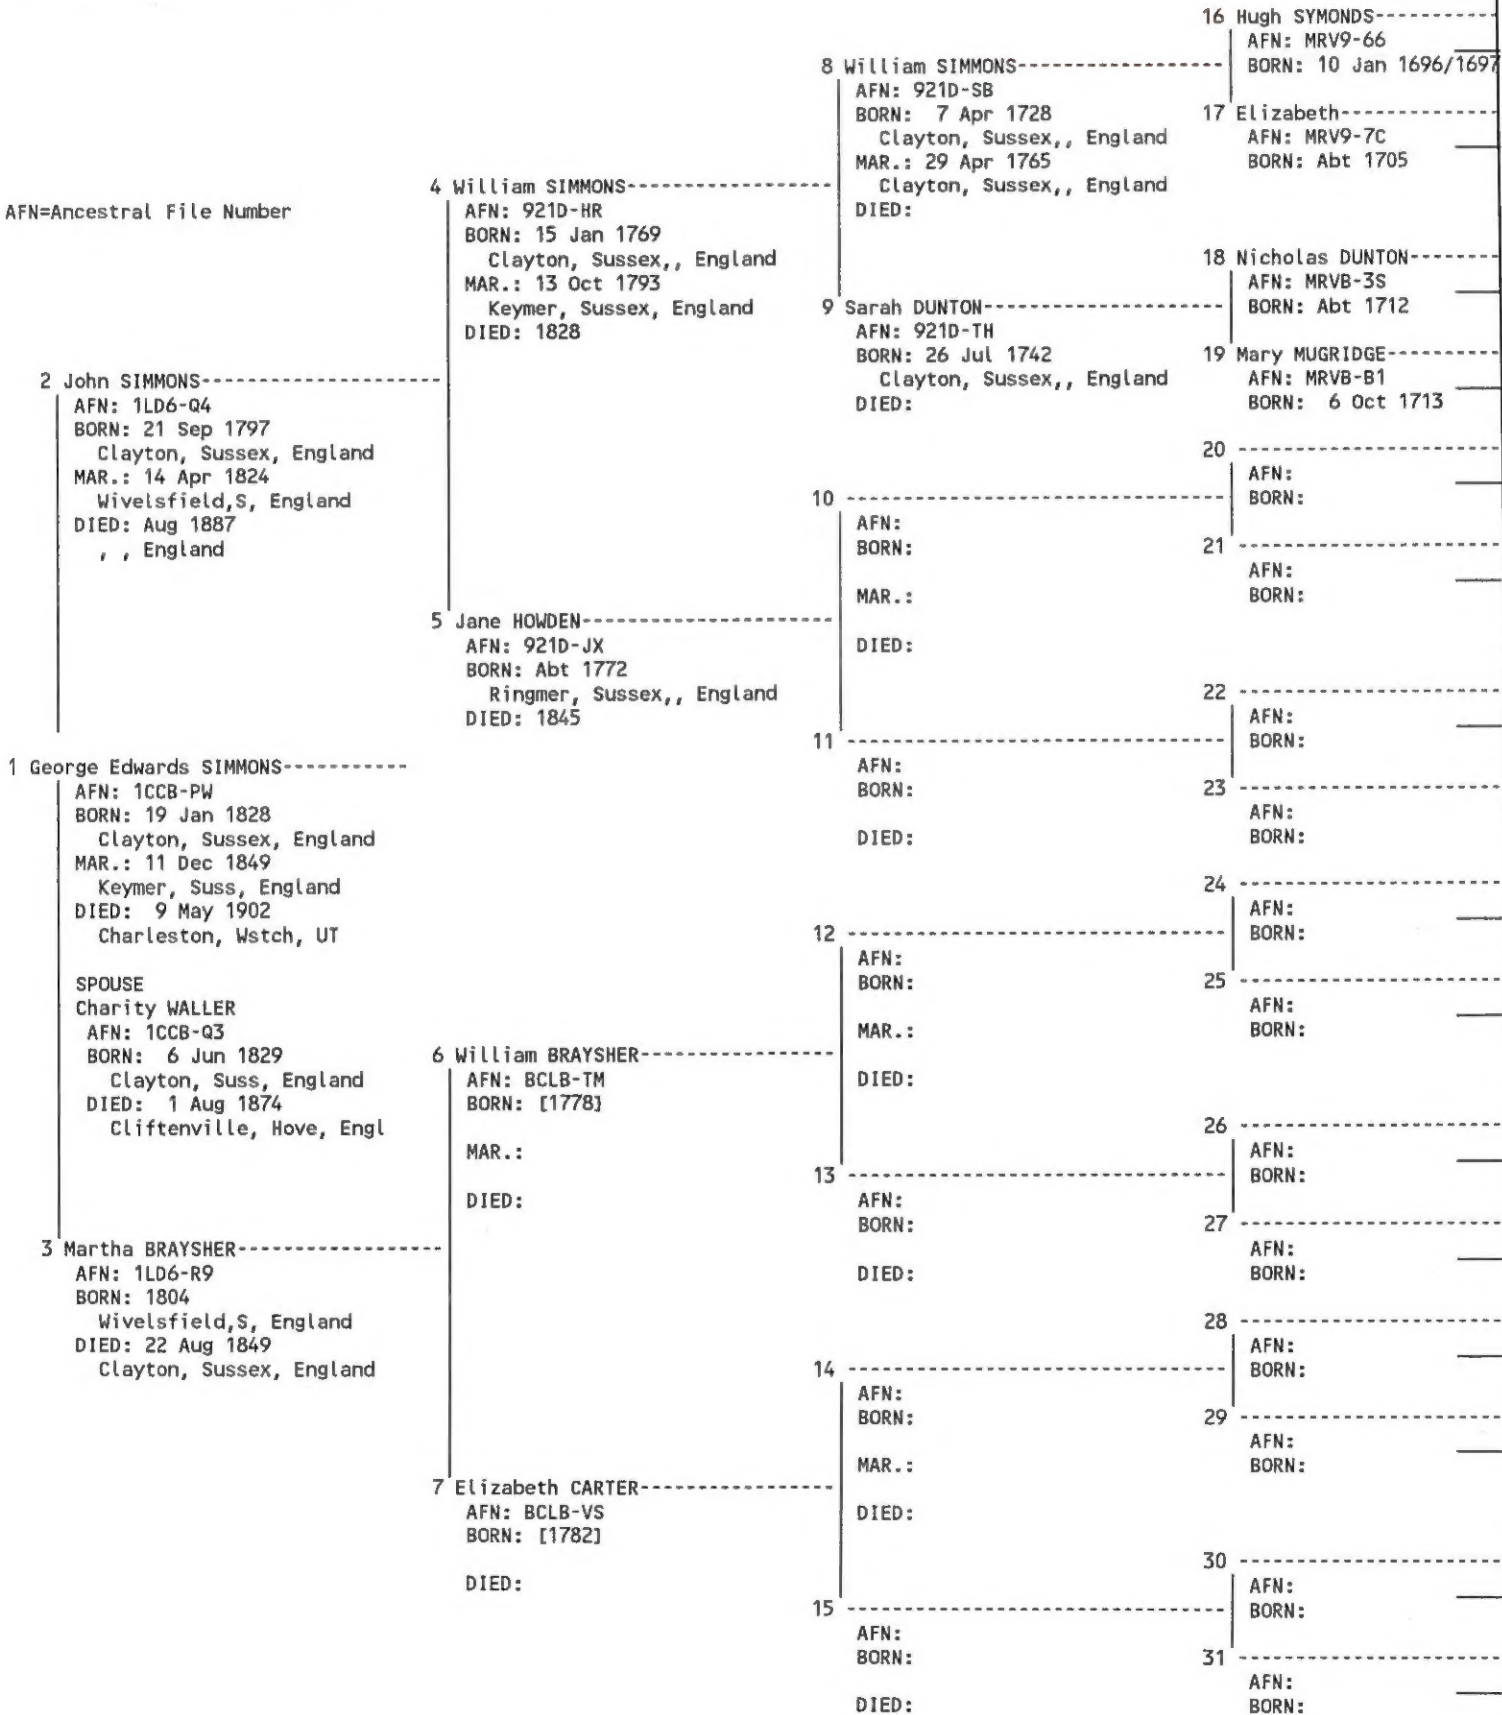 AFN=Ancestral File Number
1 George Edwards SIMMONS-----------
AFN: 1CCB-PW
BORN: 19 Jan 1828
Clayton, Sussex, England
MAR.: 11 Dec 1849
Keymer, Suss, England
DIED: 9 May 1902
Charleston, Wstch, UT
SPOUSE
Charity WALLER
AFN: 1CCB-Q3
BORN: 6 Jun 1829
Clayton, Suss, England
DIED: 1 Aug 1874
Cliftenville, Hove, Engl
2 John SIMMONS---------------------
AFN: 1LD6-Q4
BORN: 21 Sep 1797
Clayton, Sussex, England
MAR.: 14 Apr 1824
Wivelsfield,S, England
DIED: Aug 1887
, , England
3 Martha BRAYSHER------------------
AFN: 1LD6-R9
BORN: 1804
Wivelsfield,S, England
DIED: 22 Aug 1849
Clayton, Sussex, England
4 William SIMMONS------------------
AFN: 921D-HR
BORN: 15 Jan 1769
Clayton, Sussex,, England
MAR.: 13 Oct 1793
Keymer, Sussex, England
DIED: 1828
5 Jane HOWDEN----------------------
AFN: 921D-JX
BORN: Abt 1772
Ringmer, Sussex,, England
DIED: 1845
6 William BRAYSHER-----------------
AFN: BCLB-TM
BORN: [1778]
MAR.:
DIED:
7 Elizabeth CARTER-----------------
AFN: BCLB-VS
BORN: [1782]
DIED:
8 William SIMMONS------------------
AFN: 921D-SB
BORN: 7 Apr 1728
Clayton, Sussex,, England
MAR.: 29 Apr 1765
Clayton, Sussex,, England
DIED:
9 Sarah DUNTON---------------------
AFN: 921D-TH
BORN: 26 Jul 1742
Clayton, Sussex,, England
DIED:
10 --------------------------------
AFN:
BORN:
MAR.:
DIED:
11 --------------------------------
AFN:
BORN:
DIED:
12 --------------------------------
AFN:
BORN:
MAR.:
DIED:
13 --------------------------------
AFN:
BORN:
DIED:
14 --------------------------------
AFN:
BORN:
MAR.:
DIED:
15 --------------------------------
AFN:
BORN:
DIED:
16 Hugh SYMONDS----------
AFN: MRV9-66
BORN: 10 Jan 1696/1697
17 Elizabeth-------------
AFN: MRV9-7C
BORN: Abt 1705
18 Nicholas DUNTON-------
AFN: MRVB-3S
BORN: Abt 1712
19 Mary MUGRIDGE---------
AFN: MRVB-B1
BORN: 6 Oct 1713
20 ----------------------
AFN:
BORN:
21 ----------------------
AFN:
BORN:
22 ----------------------
AFN:
BORN:
23 ----------------------
AFN:
BORN:
24 ----------------------
AFN:
BORN:
25 ----------------------
AFN:
BORN:
26 ----------------------
AFN:
BORN:
27 ----------------------
AFN:
BORN:
28 ----------------------
AFN:
BORN:
29 ----------------------
AFN:
BORN:
30 ----------------------
AFN:
BORN:
31 ----------------------
AFN:
BORN: